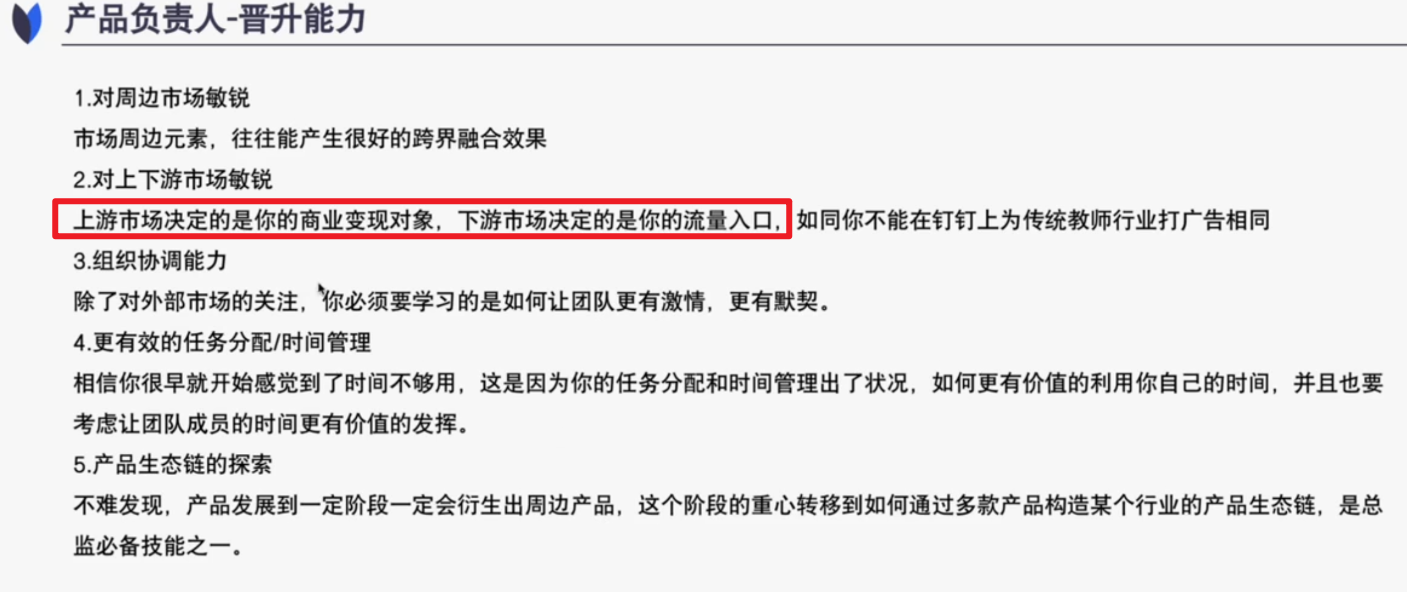 产品负责人-晋升能力
1.对周边市场敏锐
市场周边元素，往往能产生很好的跨界融合效果
2.对上下游市场敏锐
上游市场决定的是你的商业变现对象，下游市场决定的是你的流量入口，如同你不能在钉钉上为传统教师行业打广告相同
3.组织协调能力
除了对外部市场的关注，你必须要学习的是如何让团队更有激情，更有默契。
4.更有效的任务分配/时间管理
相信你很早就开始感觉到了时间不够用，这是因为你的任务分配和时间管理出了状况，如何更有价值的利用你自己的时间，并且也要
考虑让团队成员的时间更有价值的发挥。
5.产品生态链的探索
不难发现，产品发展到一定阶段一定会衍生出周边产品，这个阶段的重心转移到如何通过多款产品构造某个行业的产品生态链，是总
监必备技能之一。